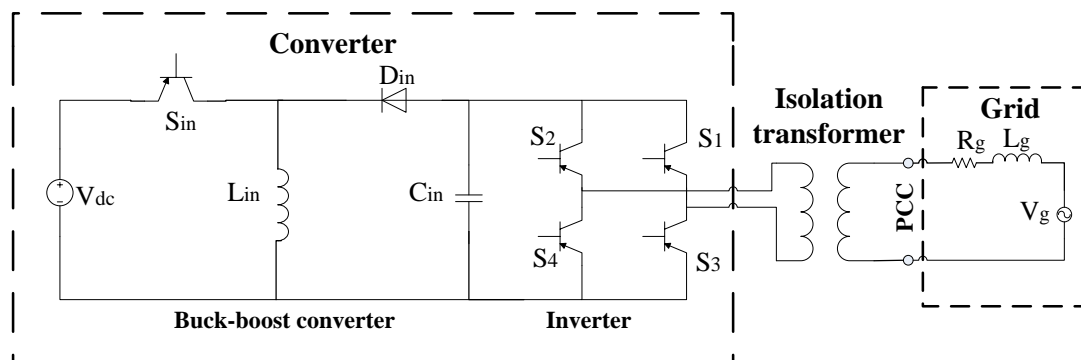 Converter
Din
Sin
Vdc
Lin
Cin
S2
S1
S4
S3
Buck-boost converter
Inverter
Isolation
transformer
PCC
Grid
Rg
Lg
Vg